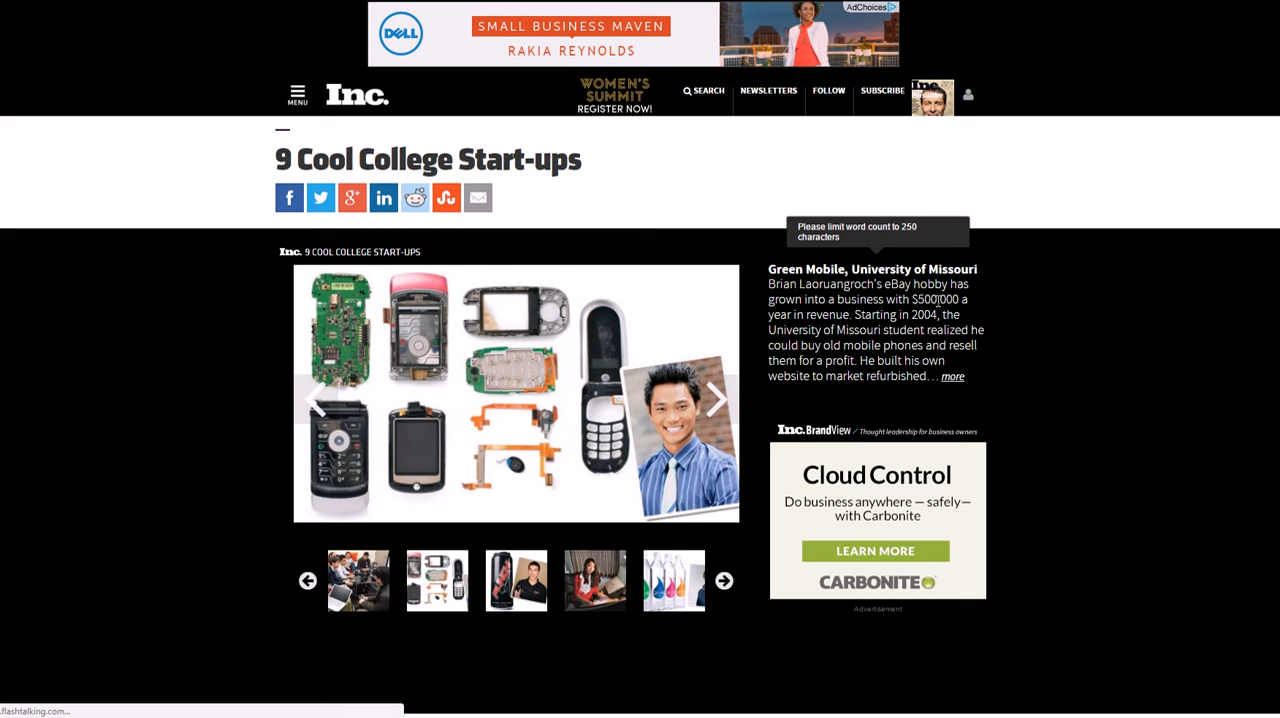 DELL
SMALL BUSINESS MAVEN
RAKIA REYNOLDS
AdChoices
MENU
Inc.
WOMEN'S
SUMMIT
REGISTER NOW!
SEARCH
NEWSLETTERS
FOLLOW
SUBSCRIBE
Inc.
9 Cool College Start-ups
f
g+
in
Please limit word count to 250
characters
Inc. 9 COOL COLLEGE START-UPS
Green Mobile, University of Missouri
Brian Laoruangroch's eBay hobby has
grown into a business with $500,000 a
year in revenue. Starting in 2004, the
University of Missouri student realized he
could buy old mobile phones and resell
them for a profit. He built his own
website to market refurbished… more
Inc. BrandView / Thought leadership for business owners
Cloud Control
Do business anywhere — safely—
with Carbonite
LEARN MORE
CARBONITE
Advertisement
.flashtalking.com...